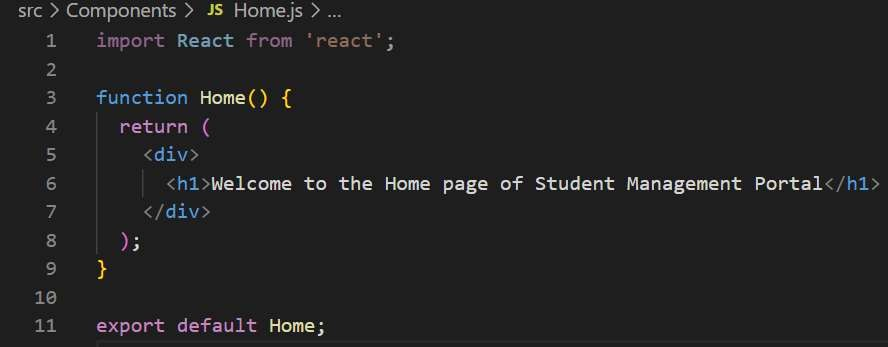 src > Components > JS Home.js > ...
1 import React from 'react';
2
3 function Home() {
4   return (
5     <div>
6       <h1>Welcome to the Home page of Student Management Portal</h1>
7     </div>
8   );
9 }
10
11 export default Home;